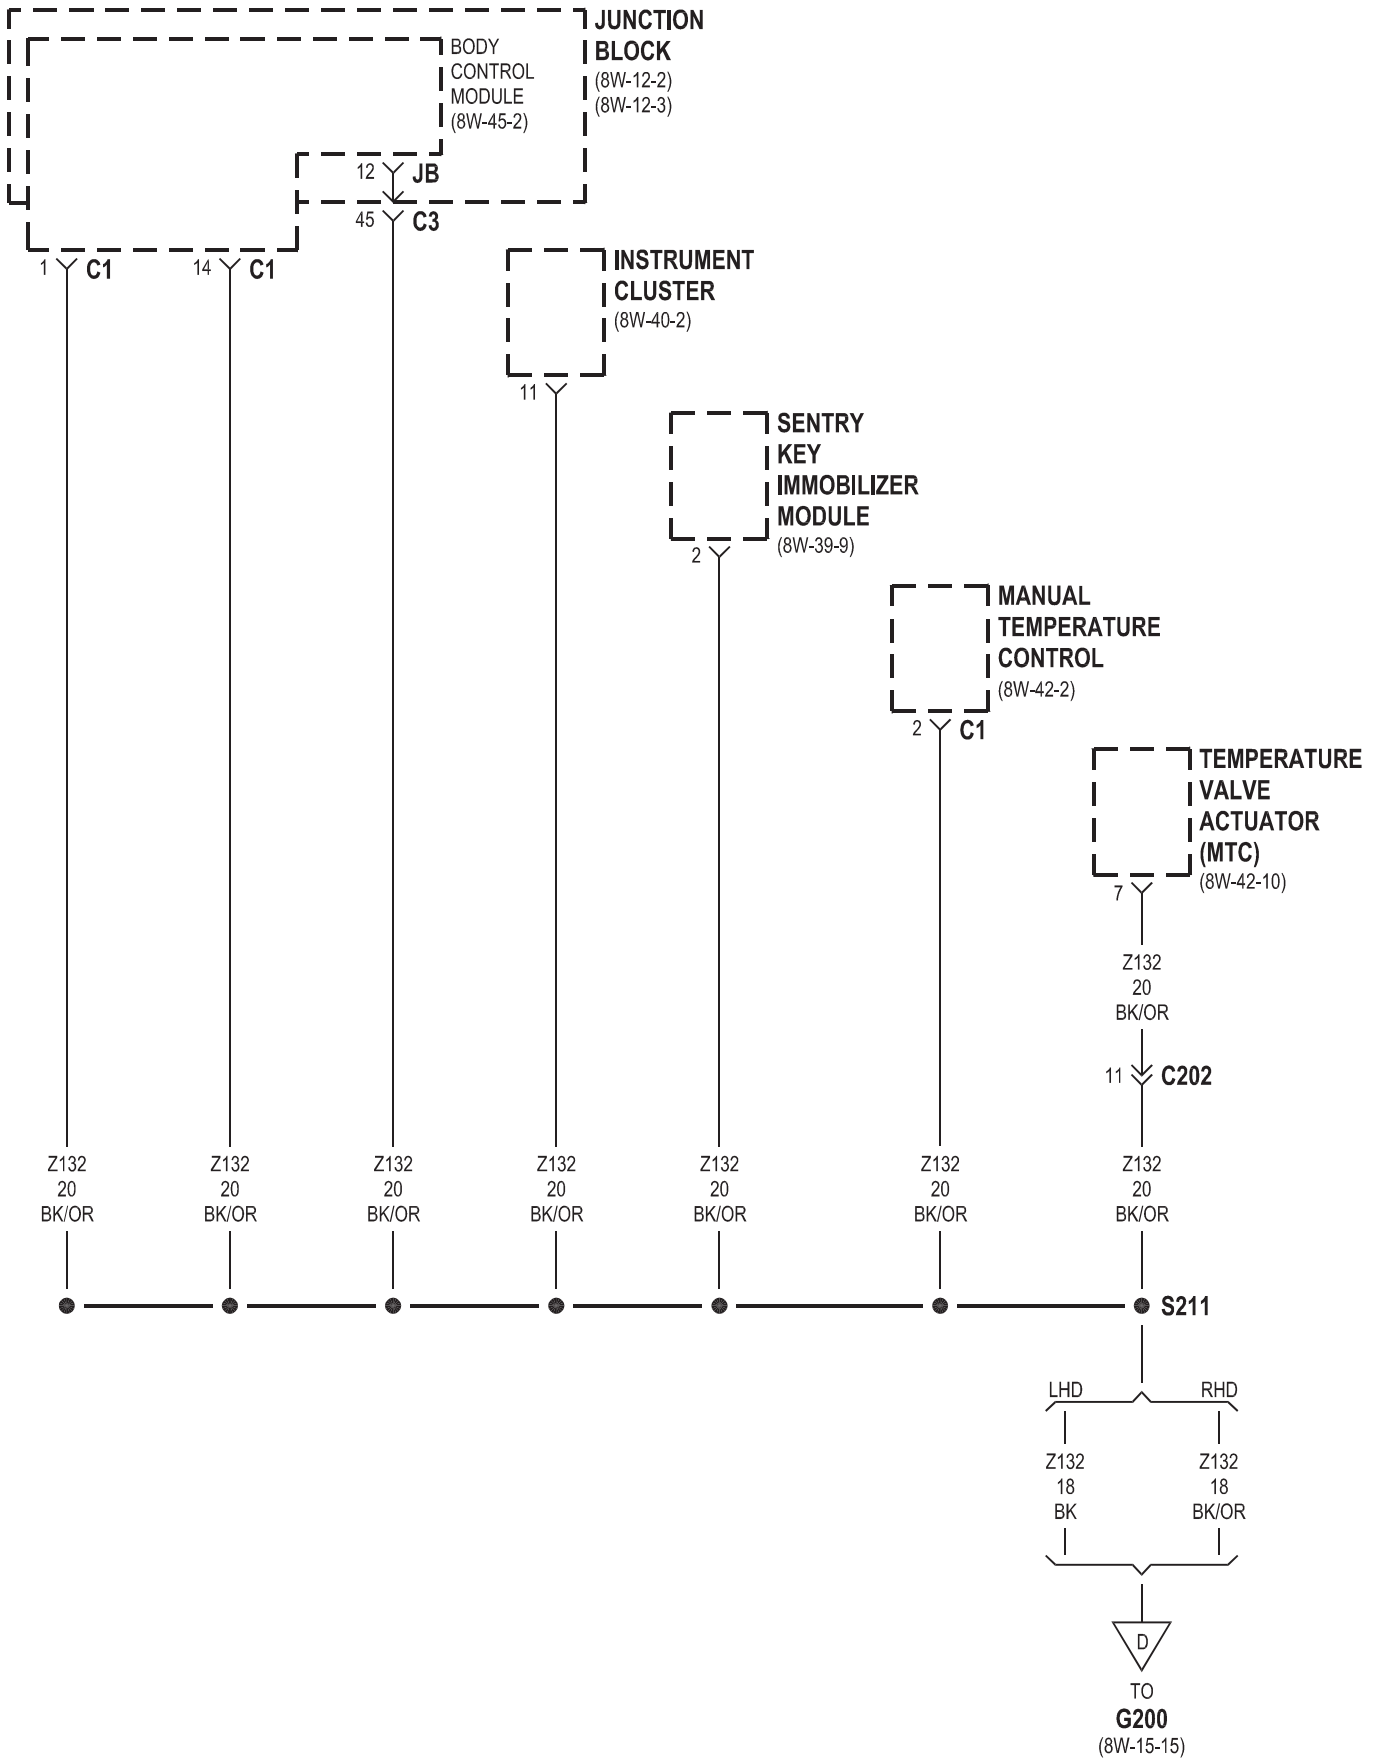 JUNCTION
BLOCK
(8W-12-2)
(8W-12-3)
BODY
CONTROL
MODULE
(8W-45-2)
12 JB
45 C3
1 C1
14 C1
INSTRUMENT
CLUSTER
(8W-40-2)
11
SENTRY
KEY
IMMOBILIZER
MODULE
(8W-39-9)
2
MANUAL
TEMPERATURE
CONTROL
(8W-42-2)
2 C1
TEMPERATURE
VALVE
ACTUATOR
(MTC)
(8W-42-10)
7
Z132
20
BK/OR
11 C202
Z132 Z132 Z132 Z132 Z132 Z132 Z132
20 20 20 20 20 20 20
BK/OR BK/OR BK/OR BK/OR BK/OR BK/OR BK/OR
S211
LHD RHD
Z132 Z132
18 18
BK BK/OR
D
TO
G200
(8W-15-15)